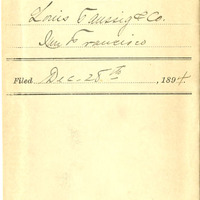 Louis Taussig & Co.
San Francisco
Filed Dec. 28th, 1894.